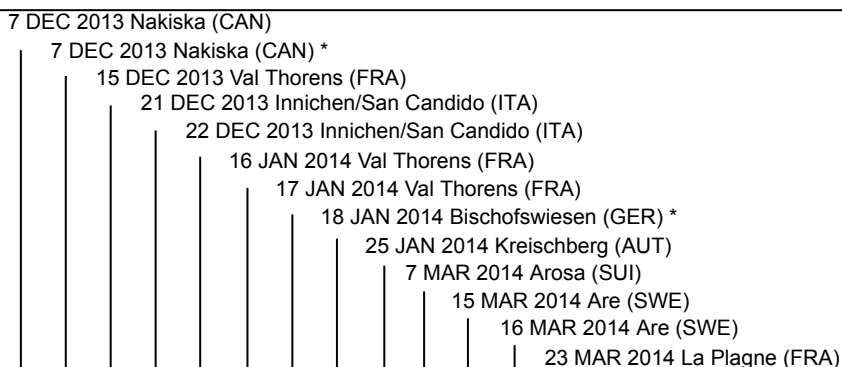 7 DEC 2013 Nakiska (CAN)
7 DEC 2013 Nakiska (CAN) *
15 DEC 2013 Val Thorens (FRA)
21 DEC 2013 Innichen/San Candido (ITA)
22 DEC 2013 Innichen/San Candido (ITA)
16 JAN 2014 Val Thorens (FRA)
17 JAN 2014 Val Thorens (FRA)
18 JAN 2014 Bischofswiesen (GER) *
25 JAN 2014 Kreischberg (AUT)
7 MAR 2014 Arosa (SUI)
15 MAR 2014 Are (SWE)
16 MAR 2014 Are (SWE)
23 MAR 2014 La Plagne (FRA)